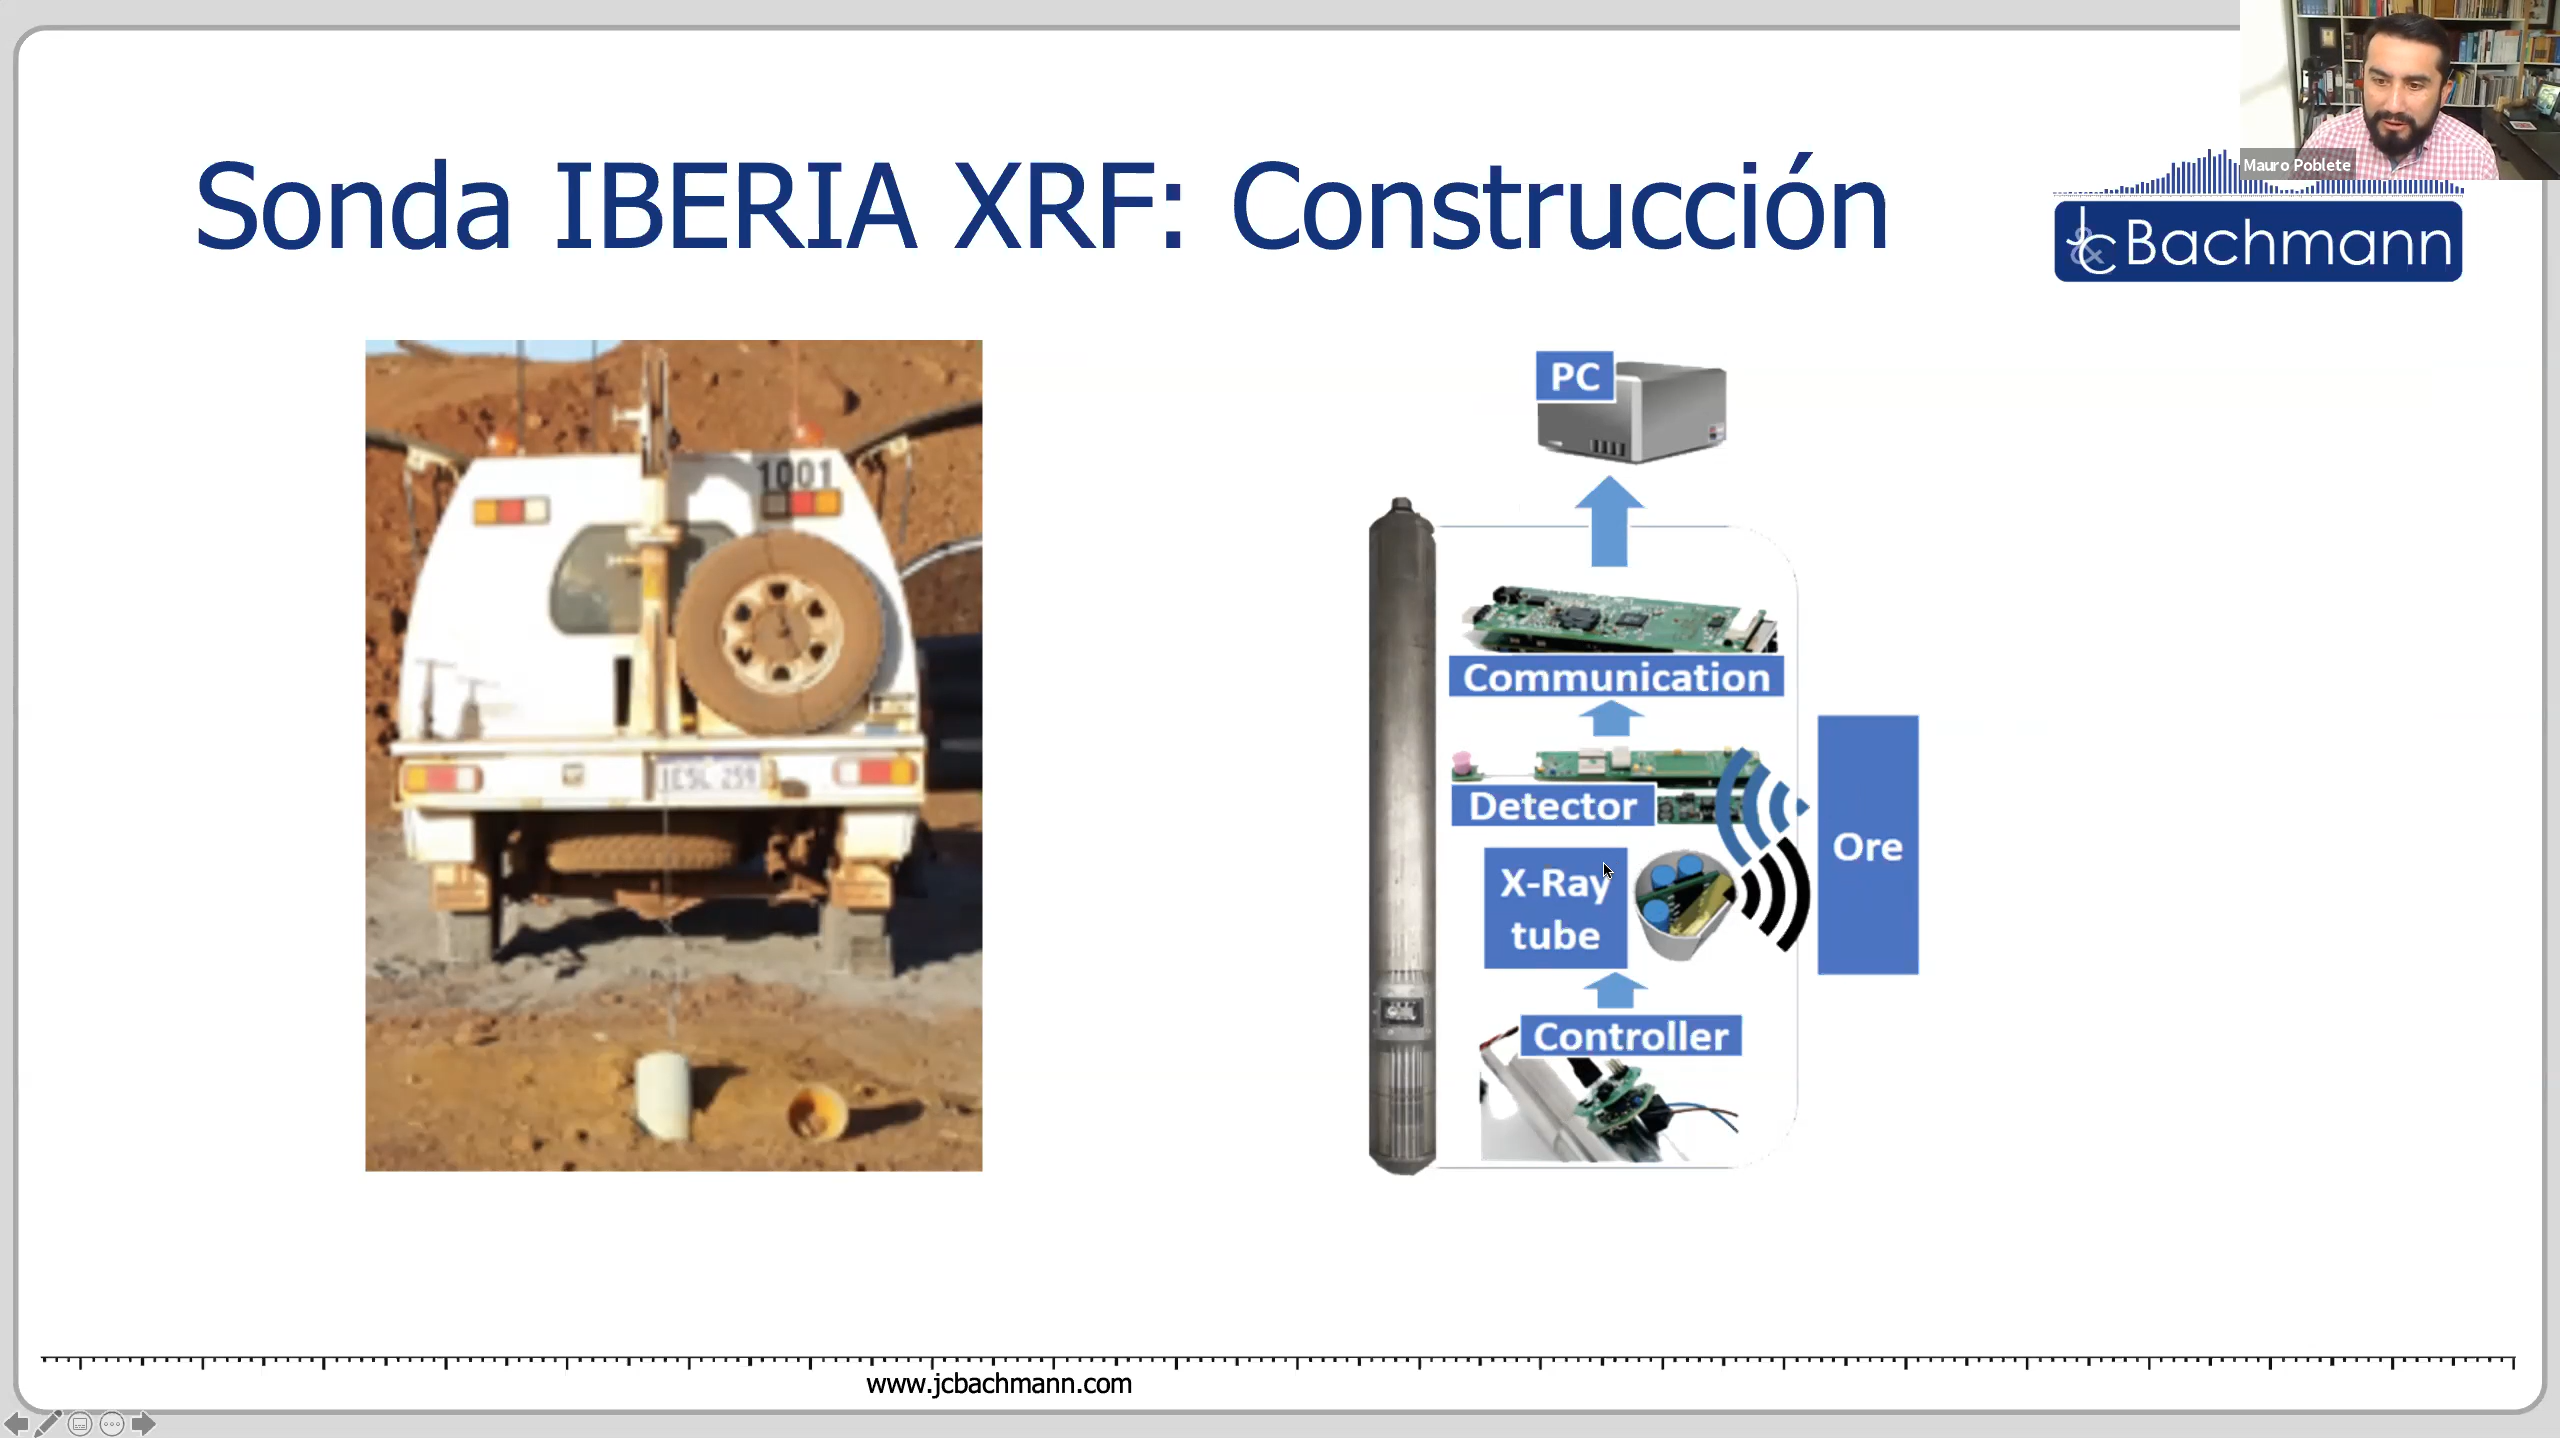 Mauro Poblete
Sonda IBERIA XRF: Construcción
J&C Bachmann
1001
PC
Communication
Detector
X-Ray
tube
Ore
Controller
www.jcbachmann.com